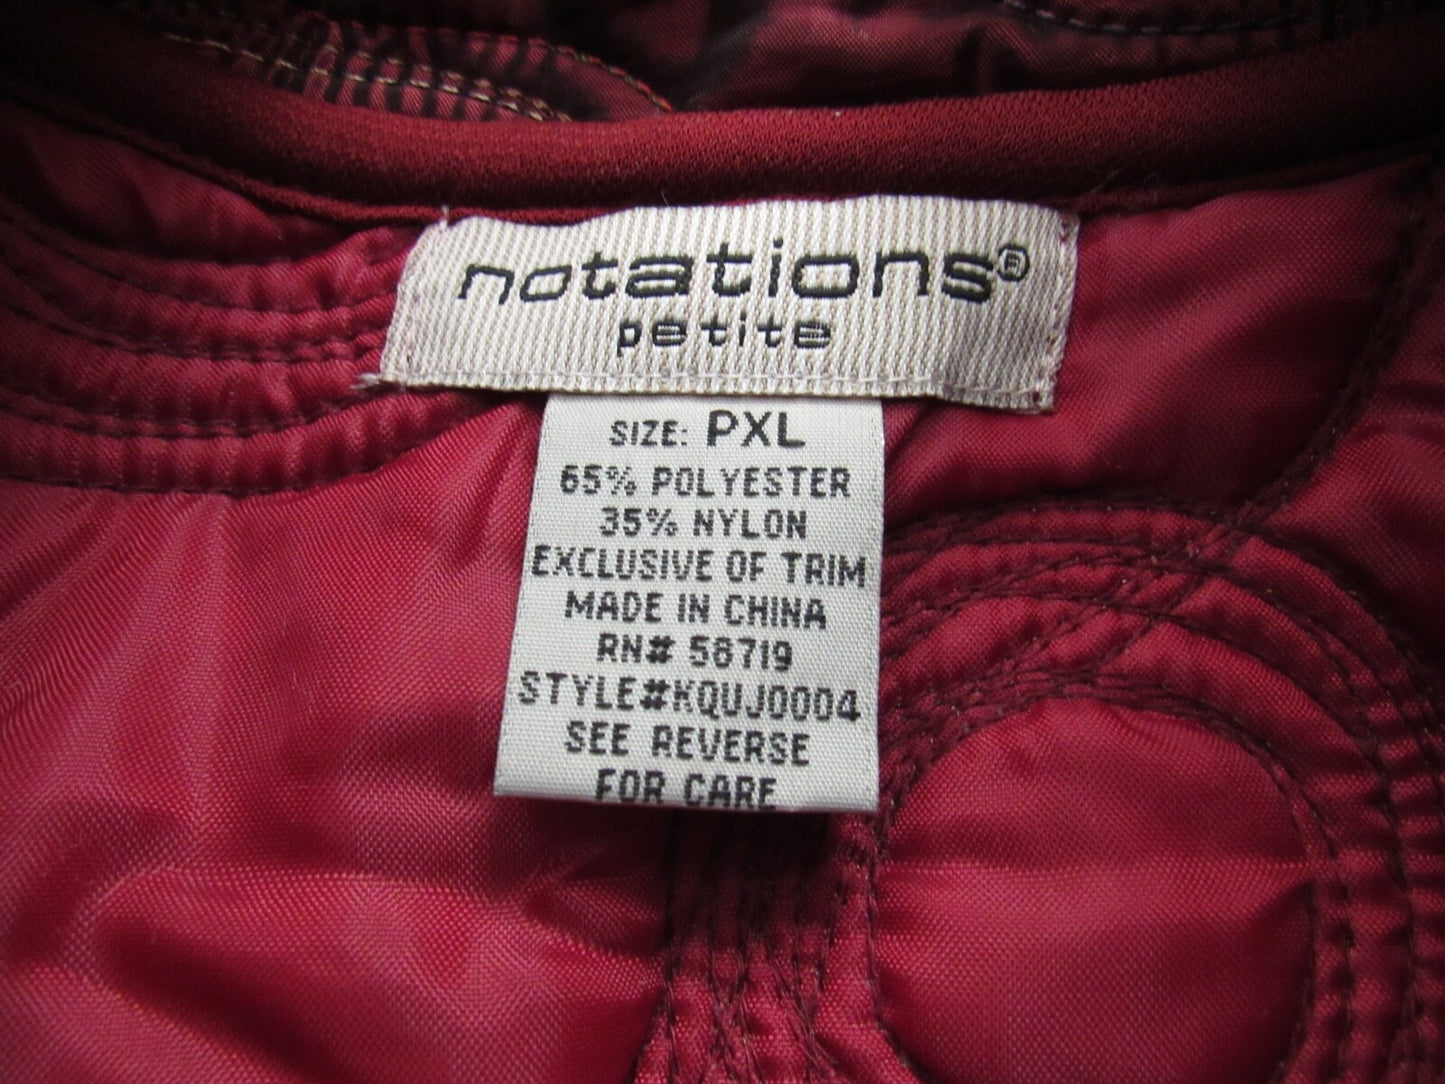 notations®
petite
SIZE: PXL
65% POLYESTER
35% NYLON
EXCLUSIVE OF TRIM
MADE IN CHINA
RN# 58719
STYLE#KQUJ0004
SEE REVERSE
FOR CARE